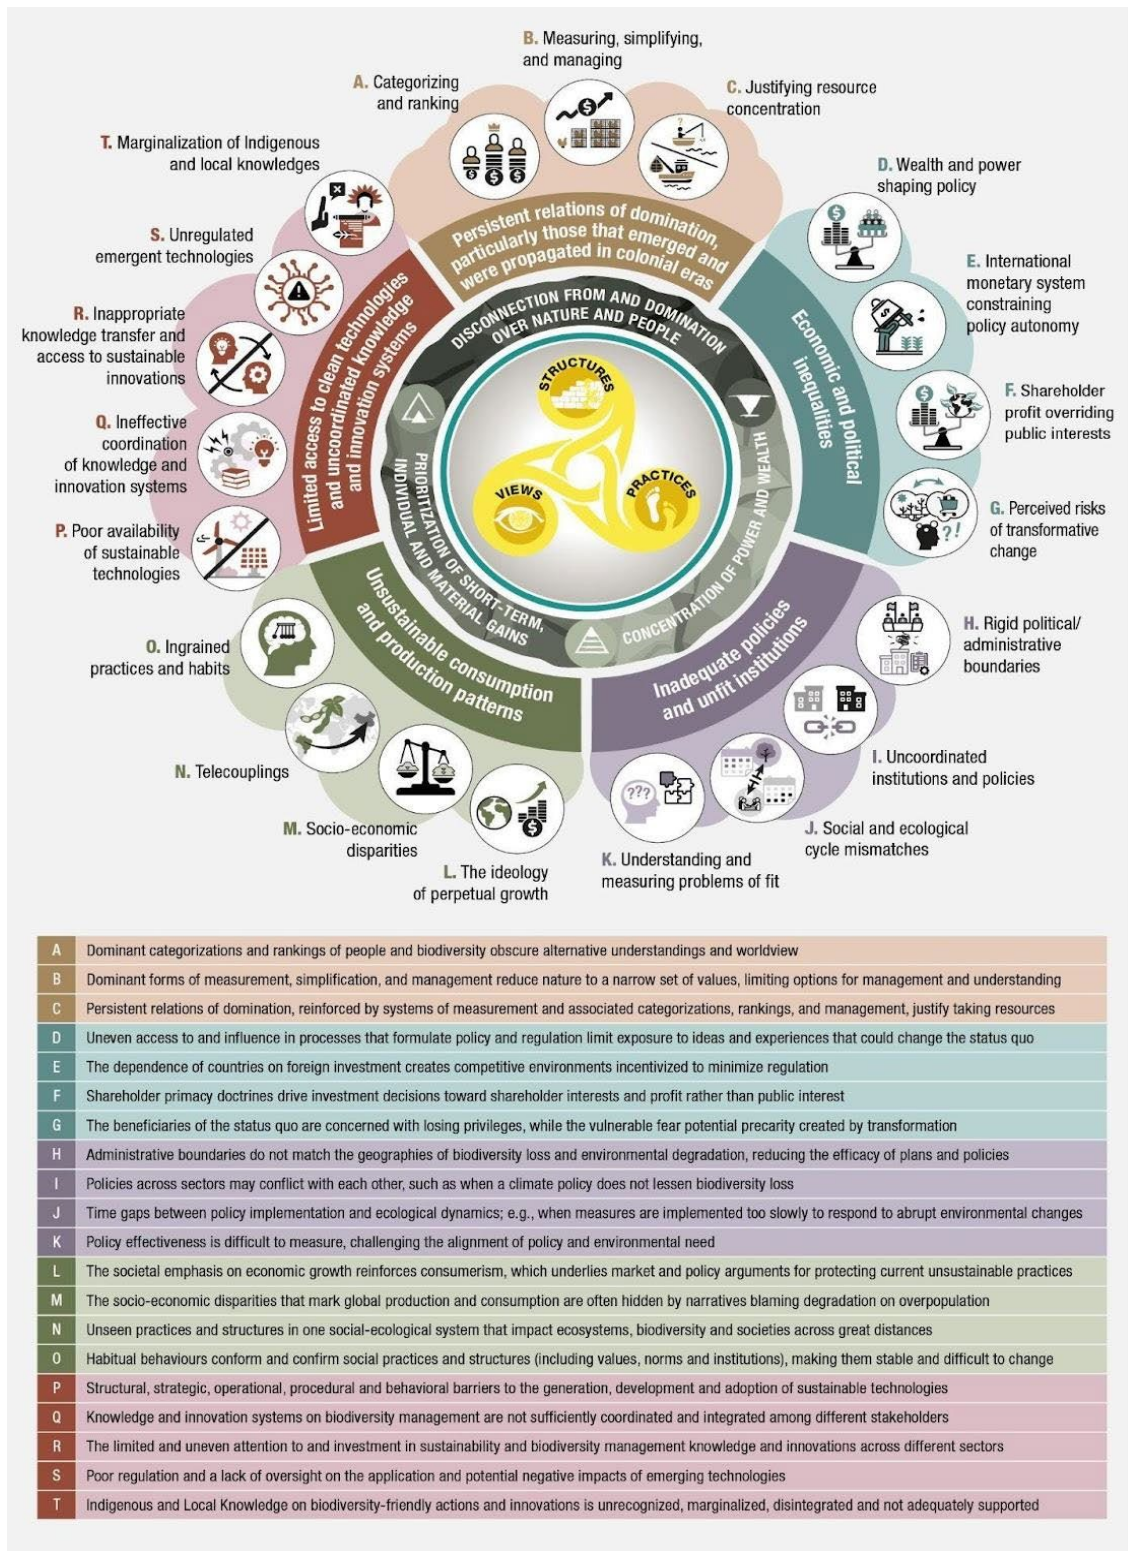 B. Measuring, simplifying,
and managing
A. Categorizing
and ranking
C. Justifying resource
concentration
T. Marginalization of Indigenous
and local knowledges
D. Wealth and power
shaping policy
S. Unregulated
emergent technologies
E. International
monetary system
constraining
policy autonomy
R. Inappropriate
knowledge transfer and
access to sustainable
innovations
F. Shareholder
profit overriding
public interests
Q. Ineffective
coordination
of knowledge and
innovation systems
G. Perceived risks
of transformative
change
P. Poor availability
of sustainable
technologies
H. Rigid political/
administrative
boundaries
O. Ingrained
practices and habits
I. Uncoordinated
institutions and policies
N. Telecouplings
J. Social and ecological
cycle mismatches
M. Socio-economic
disparities
K. Understanding and
measuring problems of fit
L. The ideology
of perpetual growth
Persistent relations of domination,
particularly those that emerged and
were propagated in colonial eras
Economic and political
inequalities
Inadequate policies
and unfit institutions
Unsustainable consumption
and production patterns
Limited access to clean technologies
and uncoordinated knowledge
and innovation systems
DISCONNECTION FROM AND DOMINATION
OVER NATURE AND PEOPLE
CONCENTRATION OF POWER AND WEALTH
PRIORITIZATION OF SHORT-TERM,
INDIVIDUAL AND MATERIAL GAINS
STRUCTURES
VIEWS
PRACTICES
???
?!
A Dominant categorizations and rankings of people and biodiversity obscure alternative understandings and worldview
B Dominant forms of measurement, simplification, and management reduce nature to a narrow set of values, limiting options for management and understanding
C Persistent relations of domination, reinforced by systems of measurement and associated categorizations, rankings, and management, justify taking resources
D Uneven access to and influence in processes that formulate policy and regulation limit exposure to ideas and experiences that could change the status quo
E The dependence of countries on foreign investment creates competitive environments incentivized to minimize regulation
F Shareholder primacy doctrines drive investment decisions toward shareholder interests and profit rather than public interest
G The beneficiaries of the status quo are concerned with losing privileges, while the vulnerable fear potential precarity created by transformation
H Administrative boundaries do not match the geographies of biodiversity loss and environmental degradation, reducing the efficacy of plans and policies
I Policies across sectors may conflict with each other, such as when a climate policy does not lessen biodiversity loss
J Time gaps between policy implementation and ecological dynamics; e.g., when measures are implemented too slowly to respond to abrupt environmental changes
K Policy effectiveness is difficult to measure, challenging the alignment of policy and environmental need
L The societal emphasis on economic growth reinforces consumerism, which underlies market and policy arguments for protecting current unsustainable practices
M The socio-economic disparities that mark global production and consumption are often hidden by narratives blaming degradation on overpopulation
N Unseen practices and structures in one social-ecological system that impact ecosystems, biodiversity and societies across great distances
O Habitual behaviours conform and confirm social practices and structures (including values, norms and institutions), making them stable and difficult to change
P Structural, strategic, operational, procedural and behavioral barriers to the generation, development and adoption of sustainable technologies
Q Knowledge and innovation systems on biodiversity management are not sufficiently coordinated and integrated among different stakeholders
R The limited and uneven attention to and investment in sustainability and biodiversity management knowledge and innovations across different sectors
S Poor regulation and a lack of oversight on the application and potential negative impacts of emerging technologies
T Indigenous and Local Knowledge on biodiversity-friendly actions and innovations is unrecognized, marginalized, disintegrated and not adequately supported